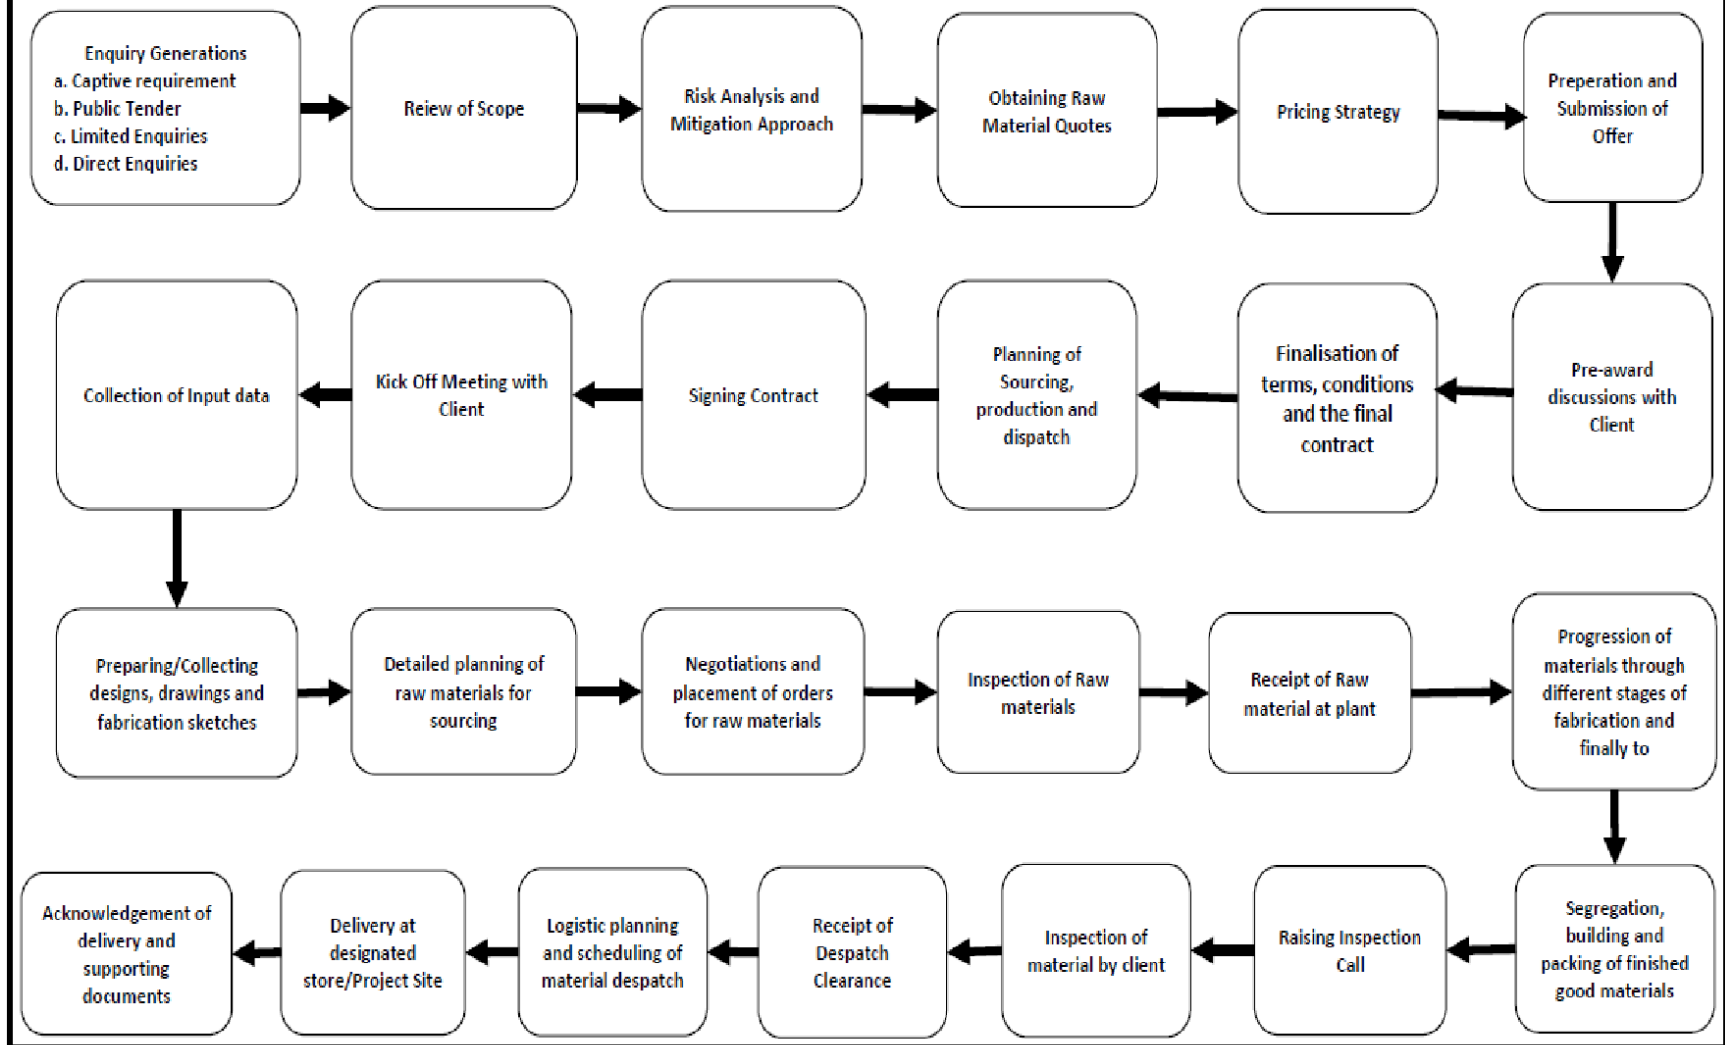 Enquiry Generations
a. Captive requirement
b. Public Tender
c. Limited Enquiries
d. Direct Enquiries
Reiew of Scope
Risk Analysis and
Mitigation Approach
Obtaining Raw
Material Quotes
Pricing Strategy
Preperation and
Submission of
Offer
Pre-award
discussions with
Client
Finalisation of
terms, conditions
and the final
contract
Planning of
Sourcing,
production and
dispatch
Signing Contract
Kick Off Meeting with
Client
Collection of Input data
Preparing/Collecting
designs, drawings and
fabrication sketches
Detailed planning of
raw materials for
sourcing
Negotiations and
placement of orders
for raw materials
Inspection of Raw
materials
Receipt of Raw
material at plant
Progression of
materials through
different stages of
fabrication and
finally to
Segregation,
building and
packing of finished
good materials
Raising Inspection
Call
Inspection of
material by client
Receipt of
Despatch
Clearance
Logistic planning
and scheduling of
material despatch
Delivery at
designated
store/Project Site
Acknowledgement of
delivery and
supporting
documents